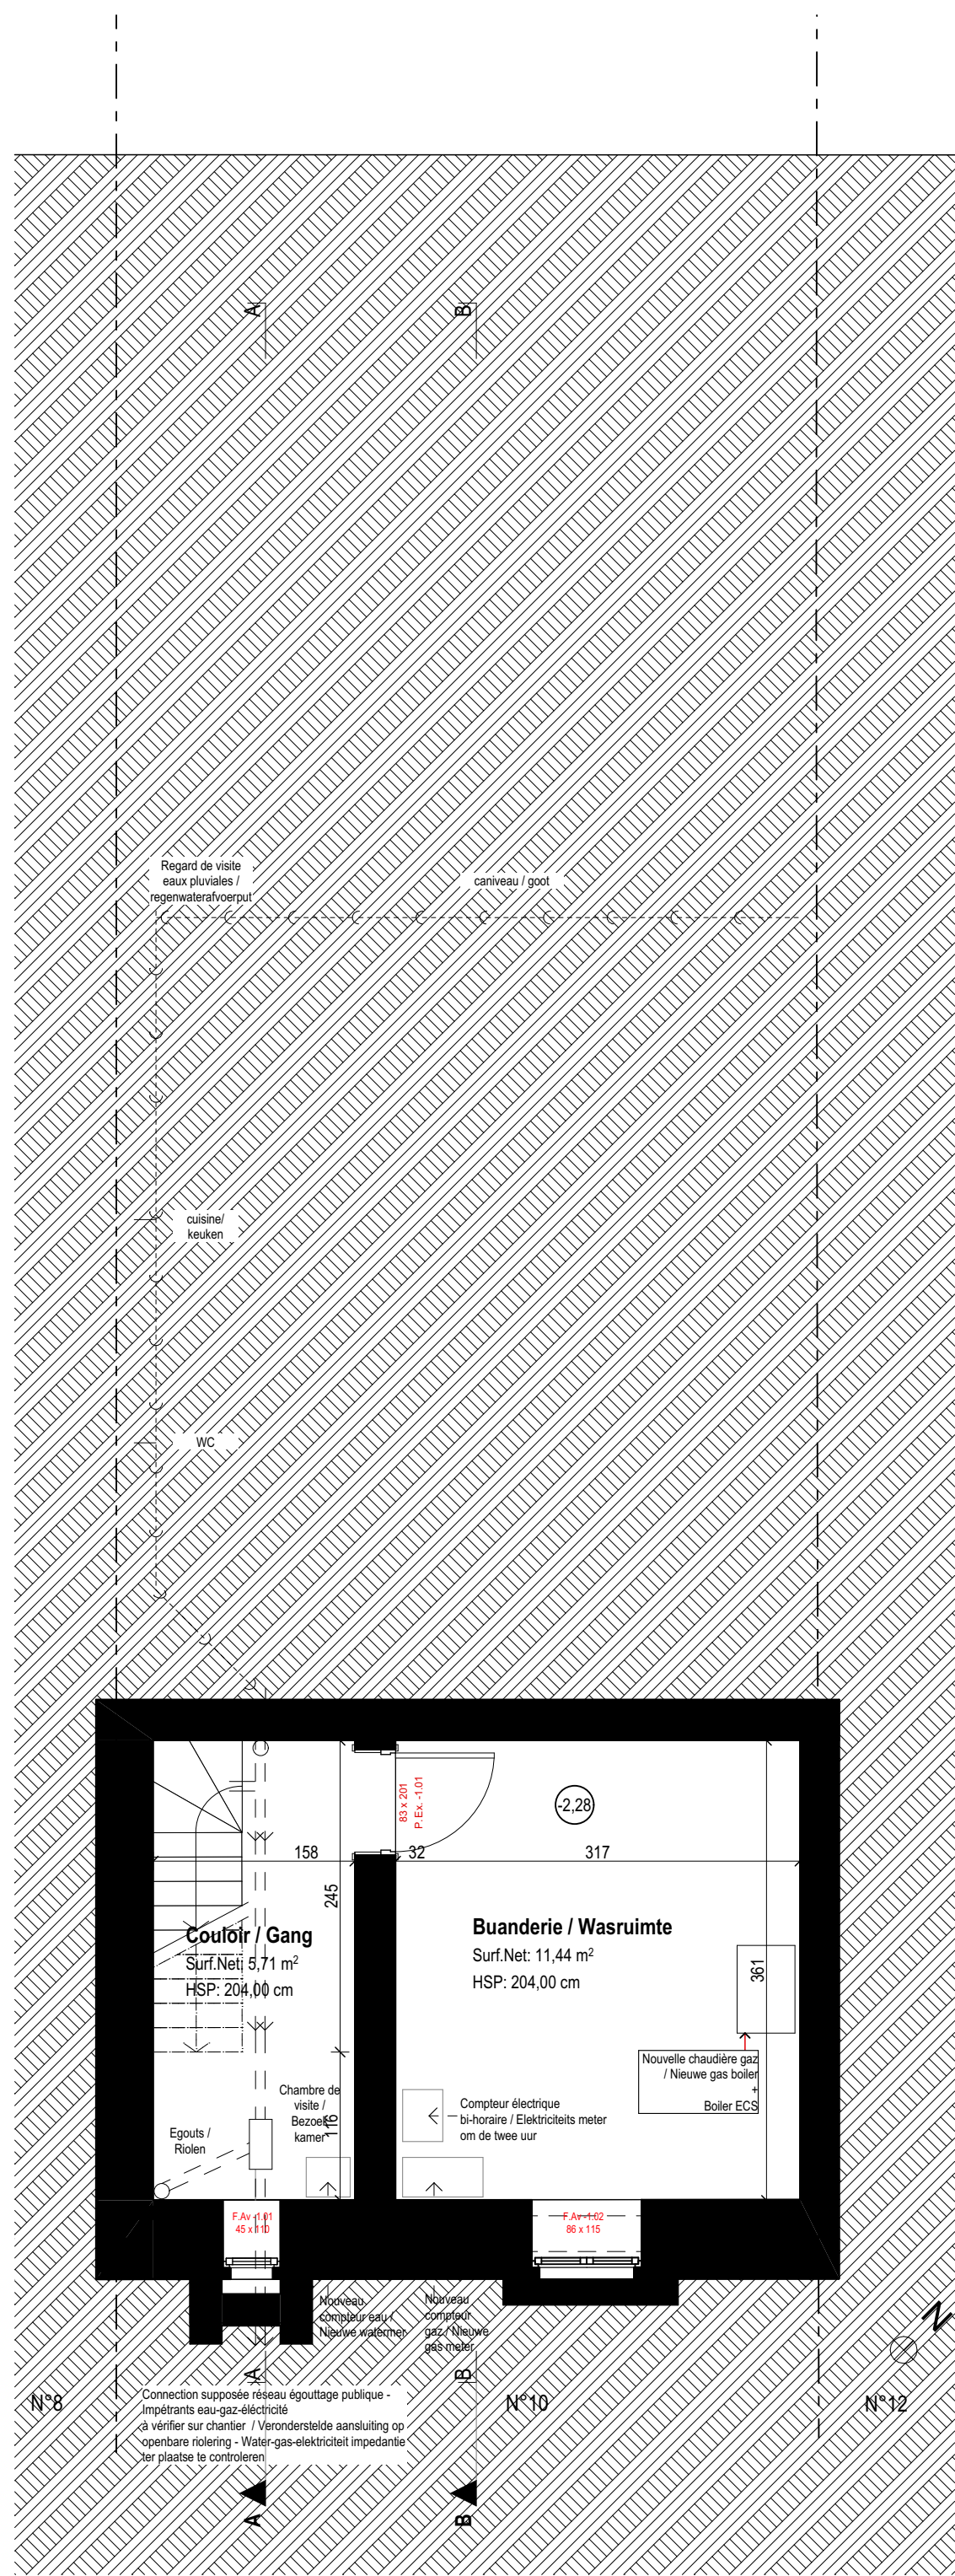 A
B
Regard de visite
eaux pluviales /
regenwaterafvoerput
caniveau / goot
cuisine/
keuken
WC
83 x 201
P.Ex. -1.01
-2,28
158
32
317
245
Couloir / Gang
Surf.Net: 5,71 m²
HSP: 204,00 cm
Buanderie / Wasruimte
Surf.Net: 11,44 m²
HSP: 204,00 cm
361
Nouvelle chaudière gaz
/ Nieuwe gas boiler
+
Boiler ECS
Chambre de
visite /
Bezoek
kamer
116
Compteur électrique
bi-horaire / Elektriciteits meter
om de twee uur
Egouts /
Riolen
F.Av -1.01
45 x 110
F.Av -1.02
86 x 115
Nouveau
compteur eau /
Nieuwe watermer
Nouveau
compteur
gaz / Nieuwe
gas meter
N
A
B
N°8
N°10
N°12
Connection supposée réseau égouttage publique -
Impétrants eau-gaz-éléctricité
à vérifier sur chantier / Veronderstelde aansluiting op
openbare riolering - Water-gas-elektriciteit impedantie
ter plaatse te controleren
A
B